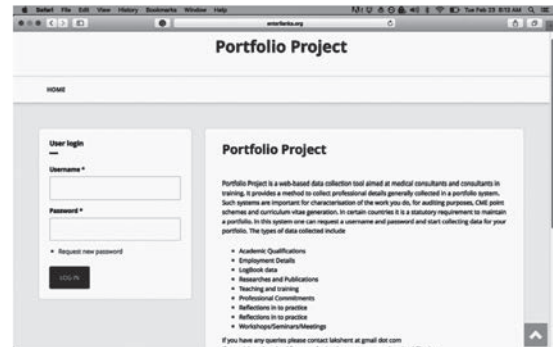 Safari File Edit View History Bookmarks Window Help Tue Feb 23 8:12 AM
enterlanka.org
Portfolio Project
HOME
User login
Username *
Password *
Request new password
LOG IN
Portfolio Project
Portfolio Project is a web-based data collection tool aimed at medical consultants and consultants in
training. It provides a method to collect professional details generally collected in a portfolio system.
Such systems are important for characterisation of the work you do, for auditing purposes, CME point
schemes and curriculum vitae generation. In certain countries it is a statutory requirement to maintain
a portfolio. In this system one can request a username and password and start collecting data for your
portfolio. The types of data collected include
Academic Qualifications
Employment Details
LogBook data
Researches and Publications
Teaching and training
Professional Commitments
Reflections in to practice
Reflections in to practice
Workshops/Seminars/Meetings
If you have any queries please contact lakshent at gmail dot com